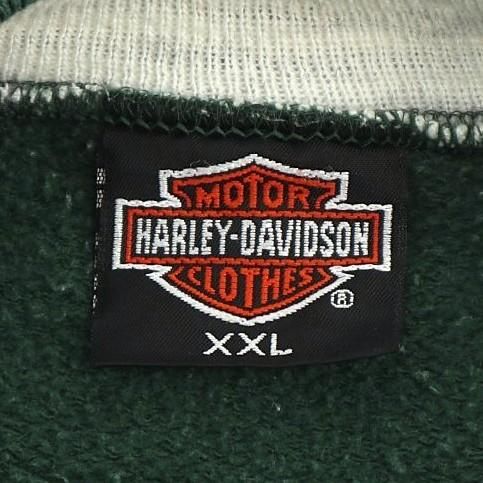 MOTOR
HARLEY-DAVIDSON
CLOTHES
®
XXL